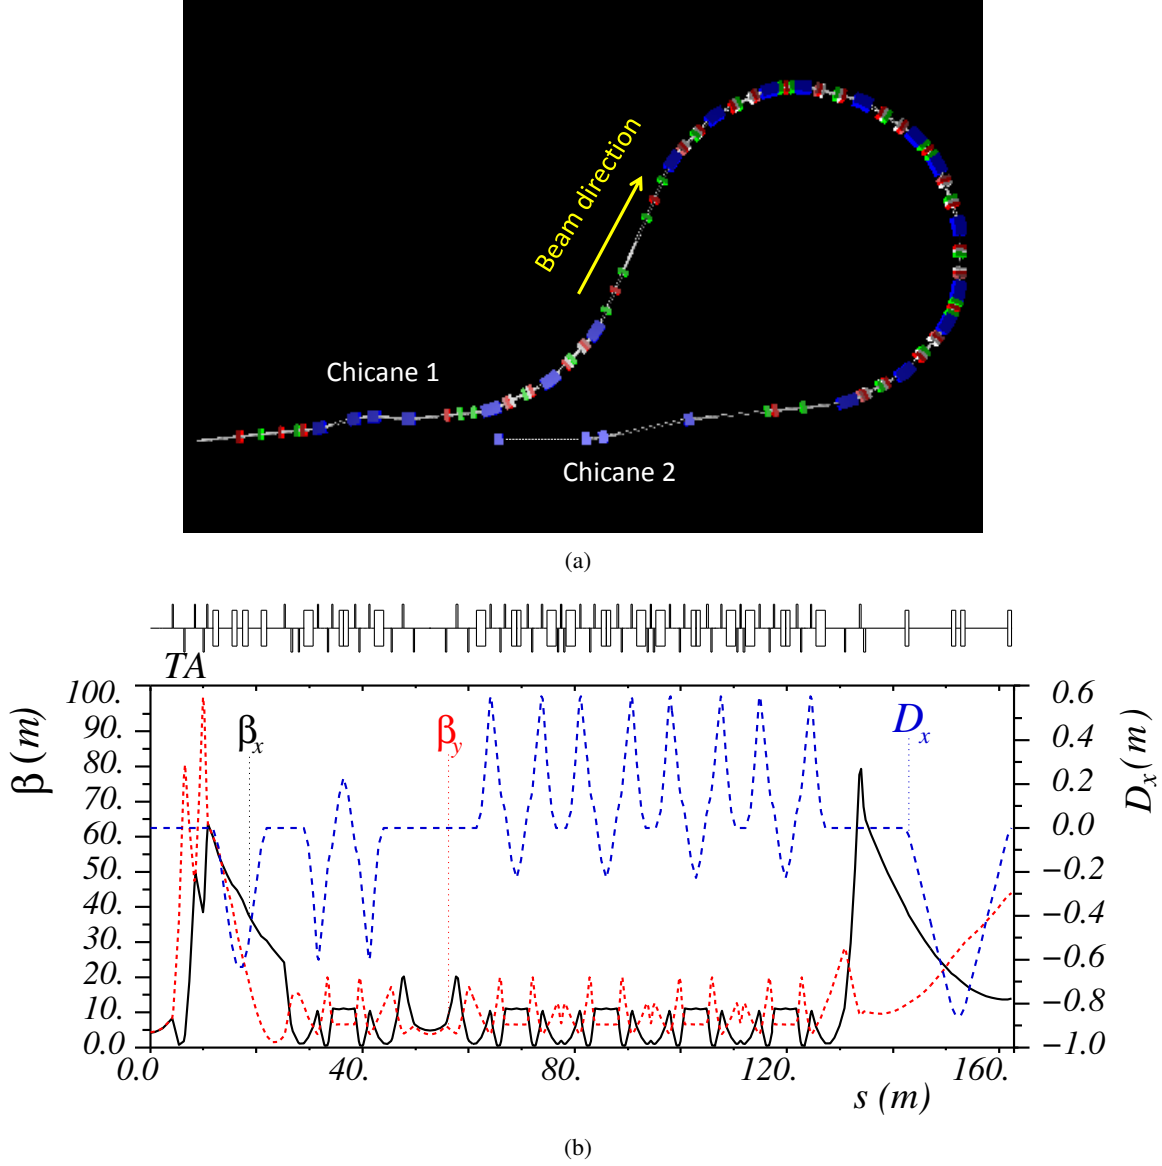 Beam direction
Chicane 1
Chicane 2
(a)
TA
100.
90.
80.
70.
60.
50.
40.
30.
20.
10.
0.0
β (m)
βx
βy
Dx
0.6
0.4
0.2
0.0
−0.2
−0.4
−0.6
−0.8
−1.0
Dx (m)
0.0 40. 80. 120. 160.
s (m)
(b)